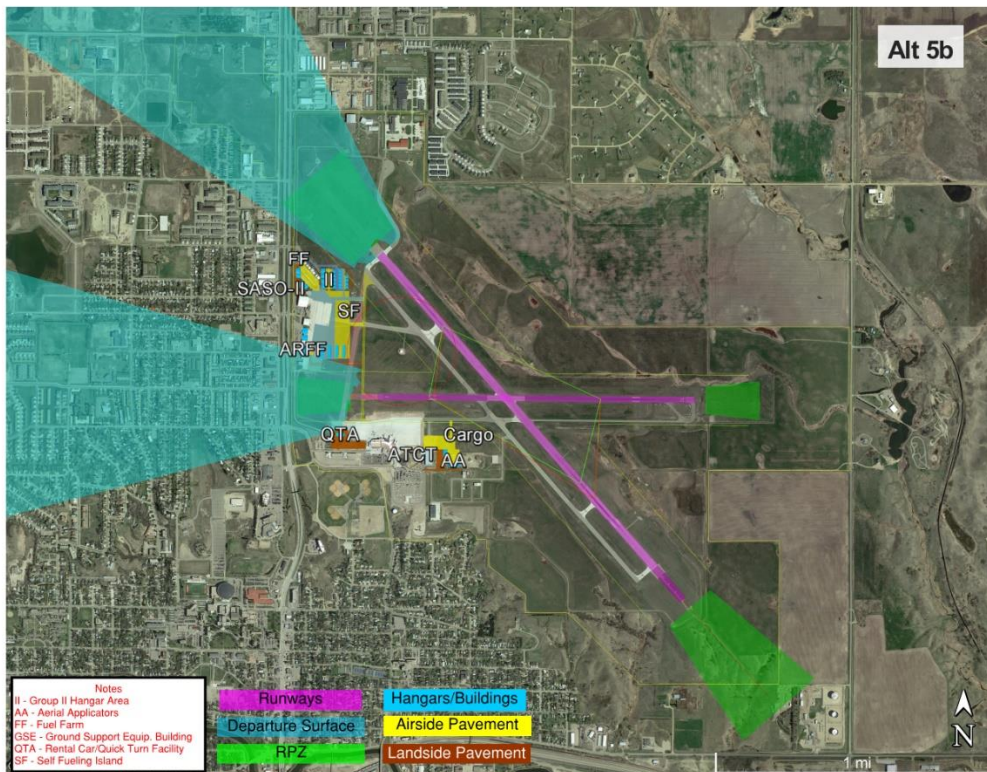 Alt 5b
FF
II
SASO-II
SF
ARFF
QTA
Cargo
ATCT
AA
Notes
II - Group II Hangar Area
AA - Aerial Applicators
FF - Fuel Farm
GSE - Ground Support Equip. Building
QTA - Rental Car/Quick Turn Facility
SF - Self Fueling Island
Runways
Departure Surface
RPZ
Hangars/Buildings
Airside Pavement
Landside Pavement
N
1 mi